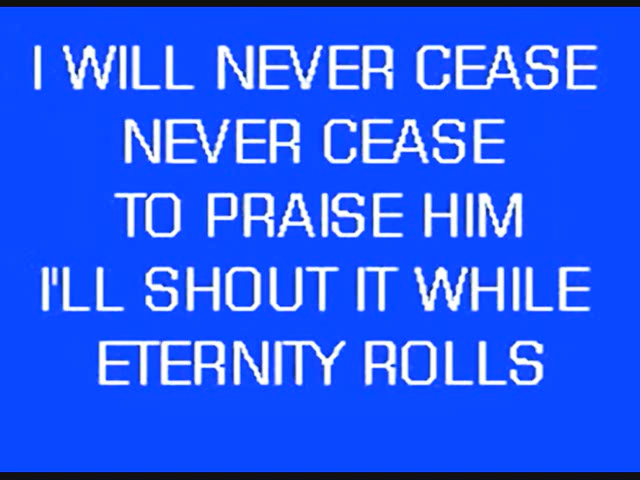 I WILL NEVER CEASE
NEVER CEASE
TO PRAISE HIM
I'LL SHOUT IT WHILE
ETERNITY ROLLS